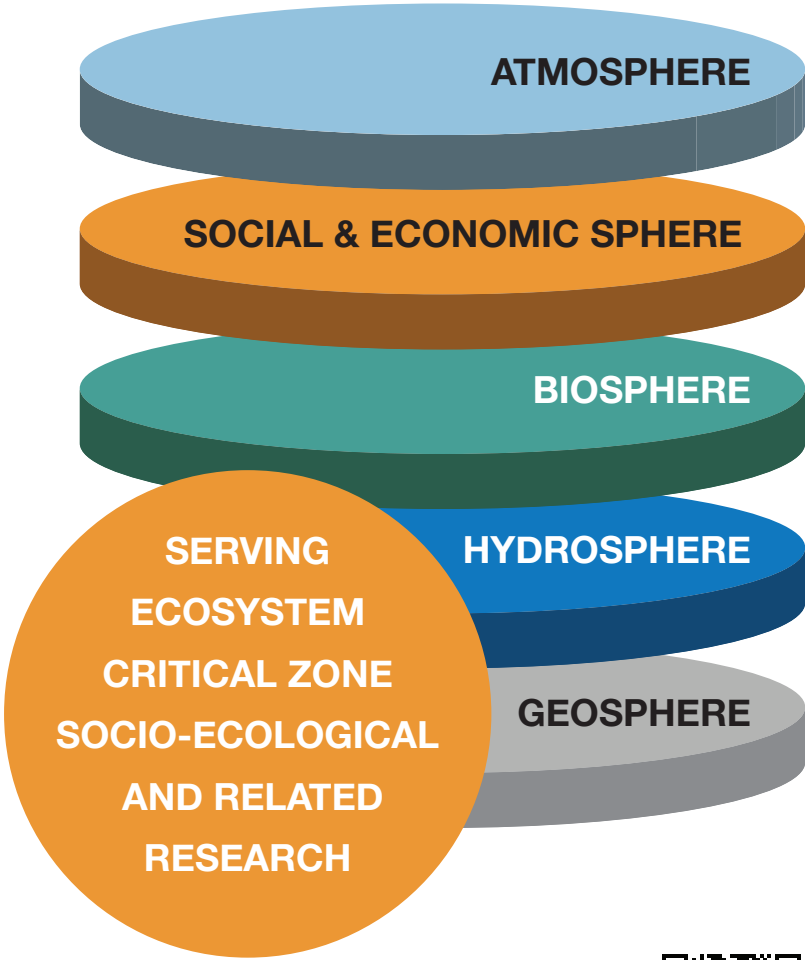 ATMOSPHERE
SOCIAL & ECONOMIC SPHERE
BIOSPHERE
HYDROSPHERE
GEOSPHERE
SERVING
ECOSYSTEM
CRITICAL ZONE
SOCIO-ECOLOGICAL
AND RELATED
RESEARCH